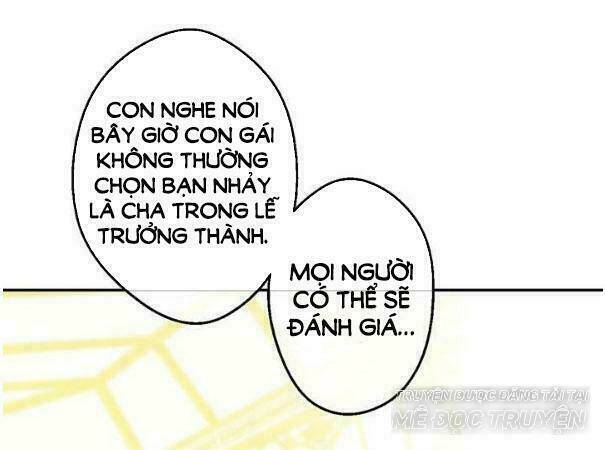 CON NGHE NÓI
BÂY GIỜ CON GÁI
KHÔNG THƯỜNG
CHỌN BẠN NHẢY
LÀ CHA TRONG LỄ
TRƯỞNG THÀNH.
MỌI NGƯỜI
CÓ THỂ SẼ
ĐÁNH GIÁ...
TRUYỆN ĐƯỢC ĐĂNG TẢI TẠI
MÊ ĐỌC TRUYỆN